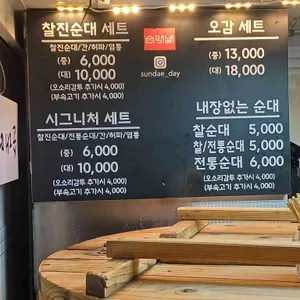 찰진순대 세트
찰진순대/간/허파/염통
(중) 6,000
(대) 10,000
(오소리감투 추가시 4,000)
(부속고기 추가시 4,000)
시그니처 세트
찰진순대/전통순대/간/허파/염통
(중) 6,000
(대) 10,000
(오소리감투 추가시 4,000)
(부속고기 추가시 4,000)
sundae_day
오감 세트
(중) 13,000
(대) 18,000
내장없는 순대
찰순대 5,000
찰/전통순대 5,000
전통순대 6,000
(오소리감투 추가시 4,000)
(부속고기 추가시 4,000)